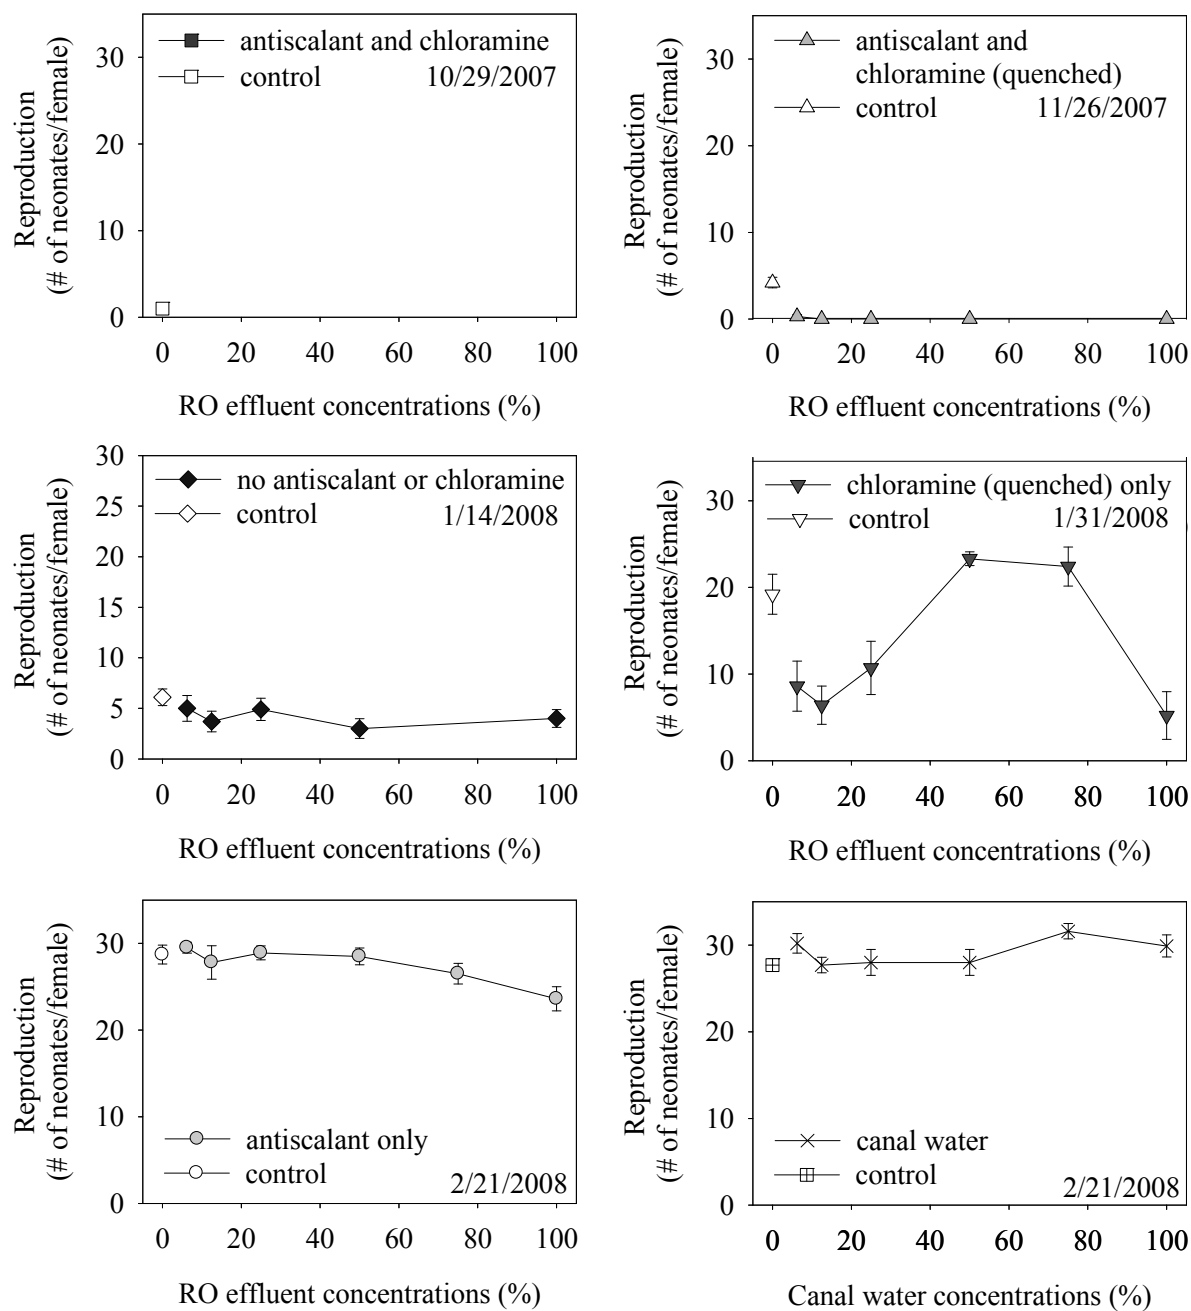 Reproduction
(# of neonates/female)
30
20
10
0
antiscalant and chloramine
control 10/29/2007
0 20 40 60 80 100
RO effluent concentrations (%)
Reproduction
(# of neonates/female)
30
20
10
0
antiscalant and
chloramine (quenched)
control 11/26/2007
0 20 40 60 80 100
RO effluent concentrations (%)
Reproduction
(# of neonates/female)
30
25
20
15
10
5
0
no antiscalant or chloramine
control 1/14/2008
0 20 40 60 80 100
RO effluent concentrations (%)
Reproduction
(# of neonates/female)
30
20
10
0
chloramine (quenched) only
control 1/31/2008
0 20 40 60 80 100
RO effluent concentrations (%)
Reproduction
(# of neonates/female)
30
20
10
0
antiscalant only
control
2/21/2008
0 20 40 60 80 100
RO effluent concentrations (%)
Reproduction
(# of neonates/female)
30
20
10
0
canal water
control
2/21/2008
0 20 40 60 80 100
Canal water concentrations (%)